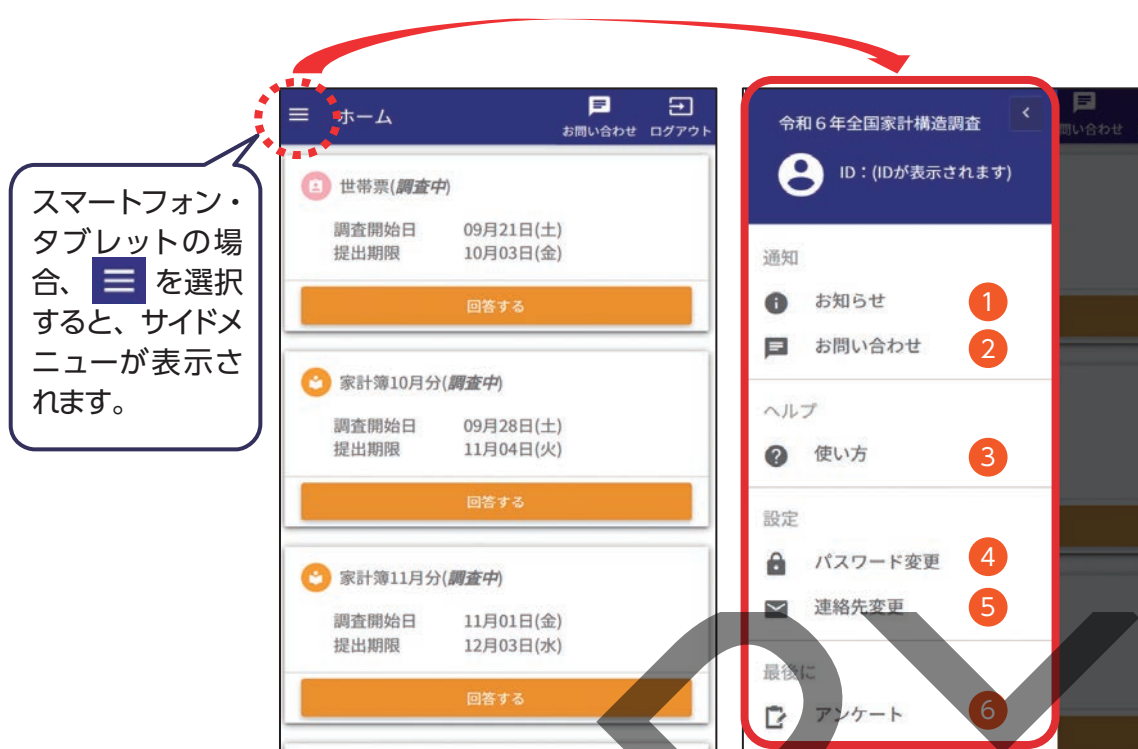 スマートフォン・
タブレットの場
合、 ≡ を選択
すると、サイドメ
ニューが表示さ
れます。
ホーム
お問い合わせ ログアウト
世帯票(調査中)
調査開始日 09月21日(土)
提出期限 10月03日(金)
回答する
家計簿10月分(調査中)
調査開始日 09月28日(土)
提出期限 11月04日(火)
回答する
家計簿11月分(調査中)
調査開始日 11月01日(金)
提出期限 12月03日(水)
回答する
令和6年全国家計構造調査
ID:(IDが表示されます)
通知
お知らせ 1
お問い合わせ 2
ヘルプ
使い方 3
設定
パスワード変更 4
連絡先変更 5
最後に
アンケート 6
問い合わせ